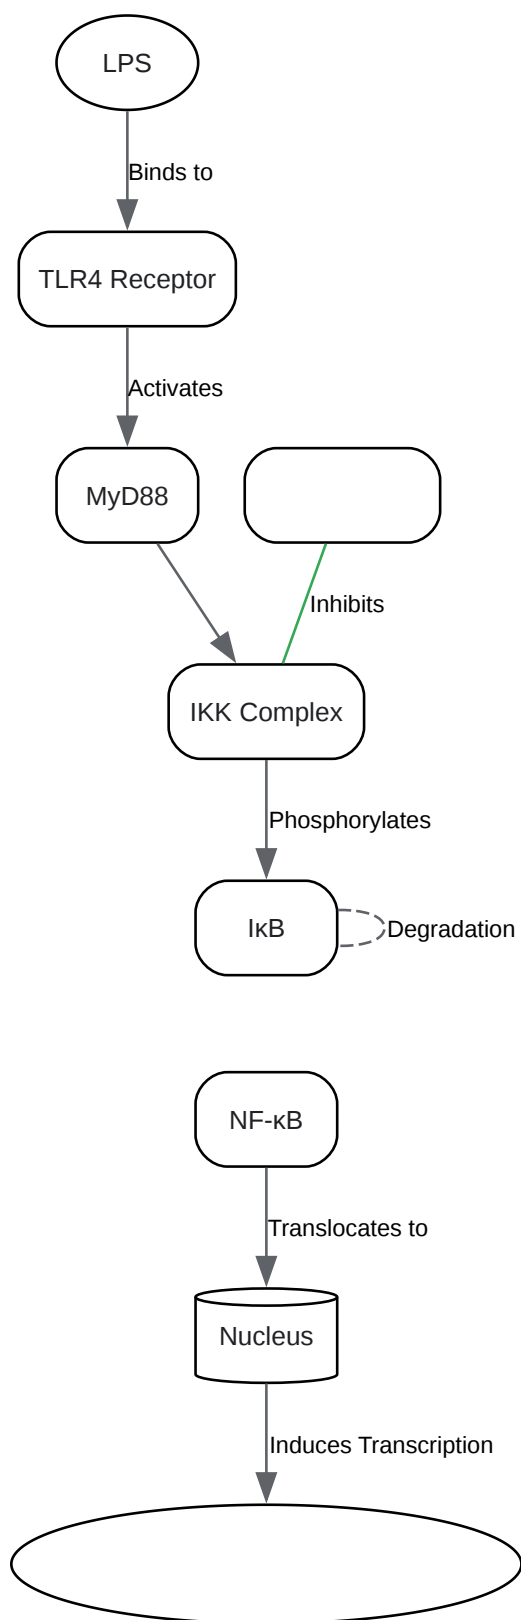 LPS
Binds to
TLR4 Receptor
Activates
MyD88
Inhibits
IKK Complex
Phosphorylates
IκB
Degradation
NF-κB
Translocates to
Nucleus
Induces Transcription